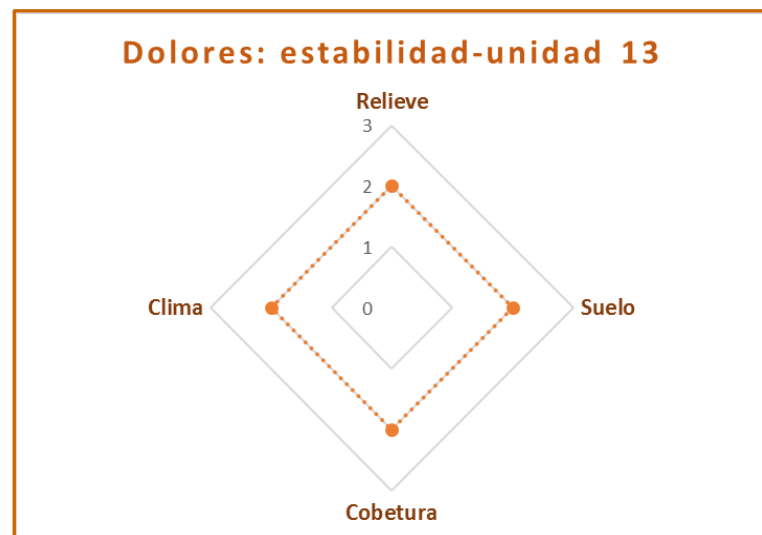 Dolores: estabilidad-unidad 13
Relieve
3
2
1
Clima
0
Suelo
Cobetura